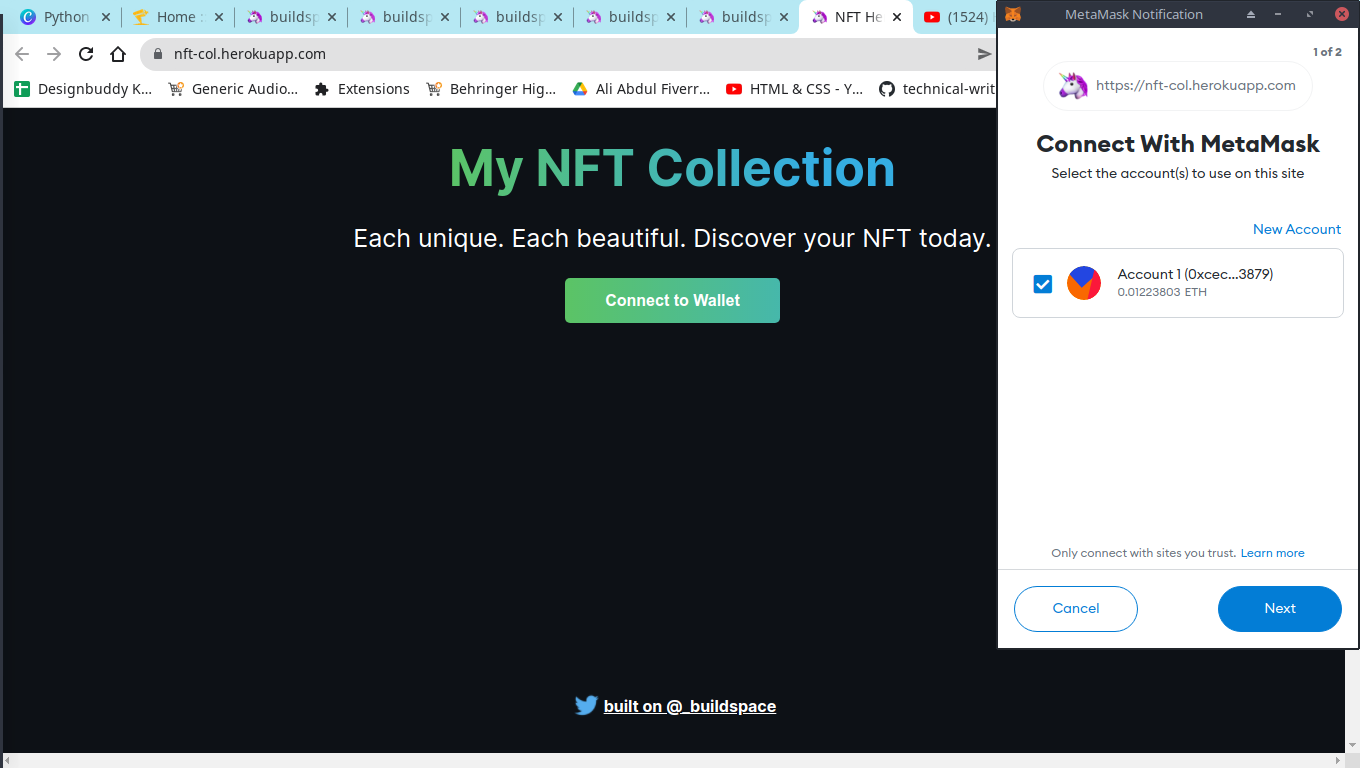 Python
Home :
buildsp
buildsp
buildsp
buildsp
buildsp
NFT He
(1524)
nft-col.herokuapp.com
Designbuddy K...
Generic Audio...
Extensions
Behringer Hig...
Ali Abdul Fiverr...
HTML & CSS - Y...
technical-writ
My NFT Collection
Each unique. Each beautiful. Discover your NFT today.
Connect to Wallet
built on @_buildspace
MetaMask Notification
1 of 2
https://nft-col.herokuapp.com
Connect With MetaMask
Select the account(s) to use on this site
New Account
Account 1 (0xcec...3879)
0.01223803 ETH
Only connect with sites you trust. Learn more
Cancel
Next